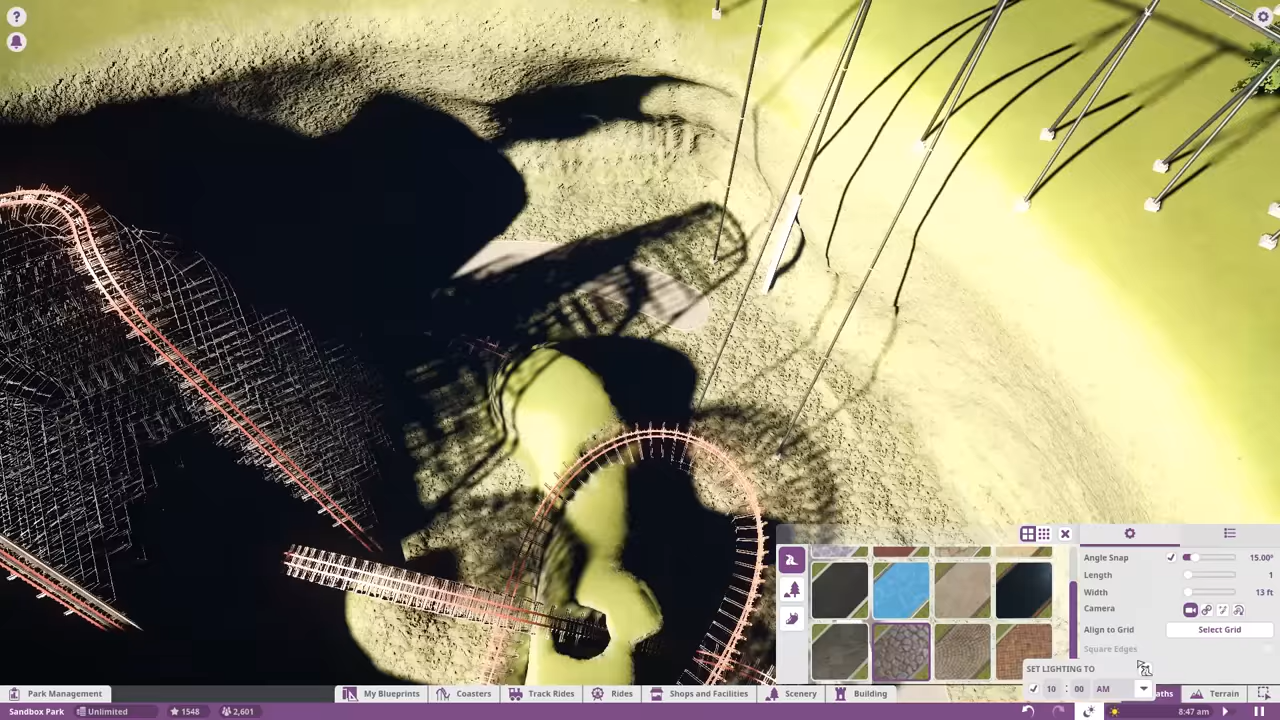 ?
Angle Snap 15.00°
Length 1
Width 13 ft
Camera
Align to Grid Select Grid
Square Edges
SET LIGHTING TO
10 : 00 AM
Park Management My Blueprints Coasters Track Rides Rides Shops and Facilities Scenery Building Terrain
Sandbox Park Unlimited 1548 2,601 8:47 am